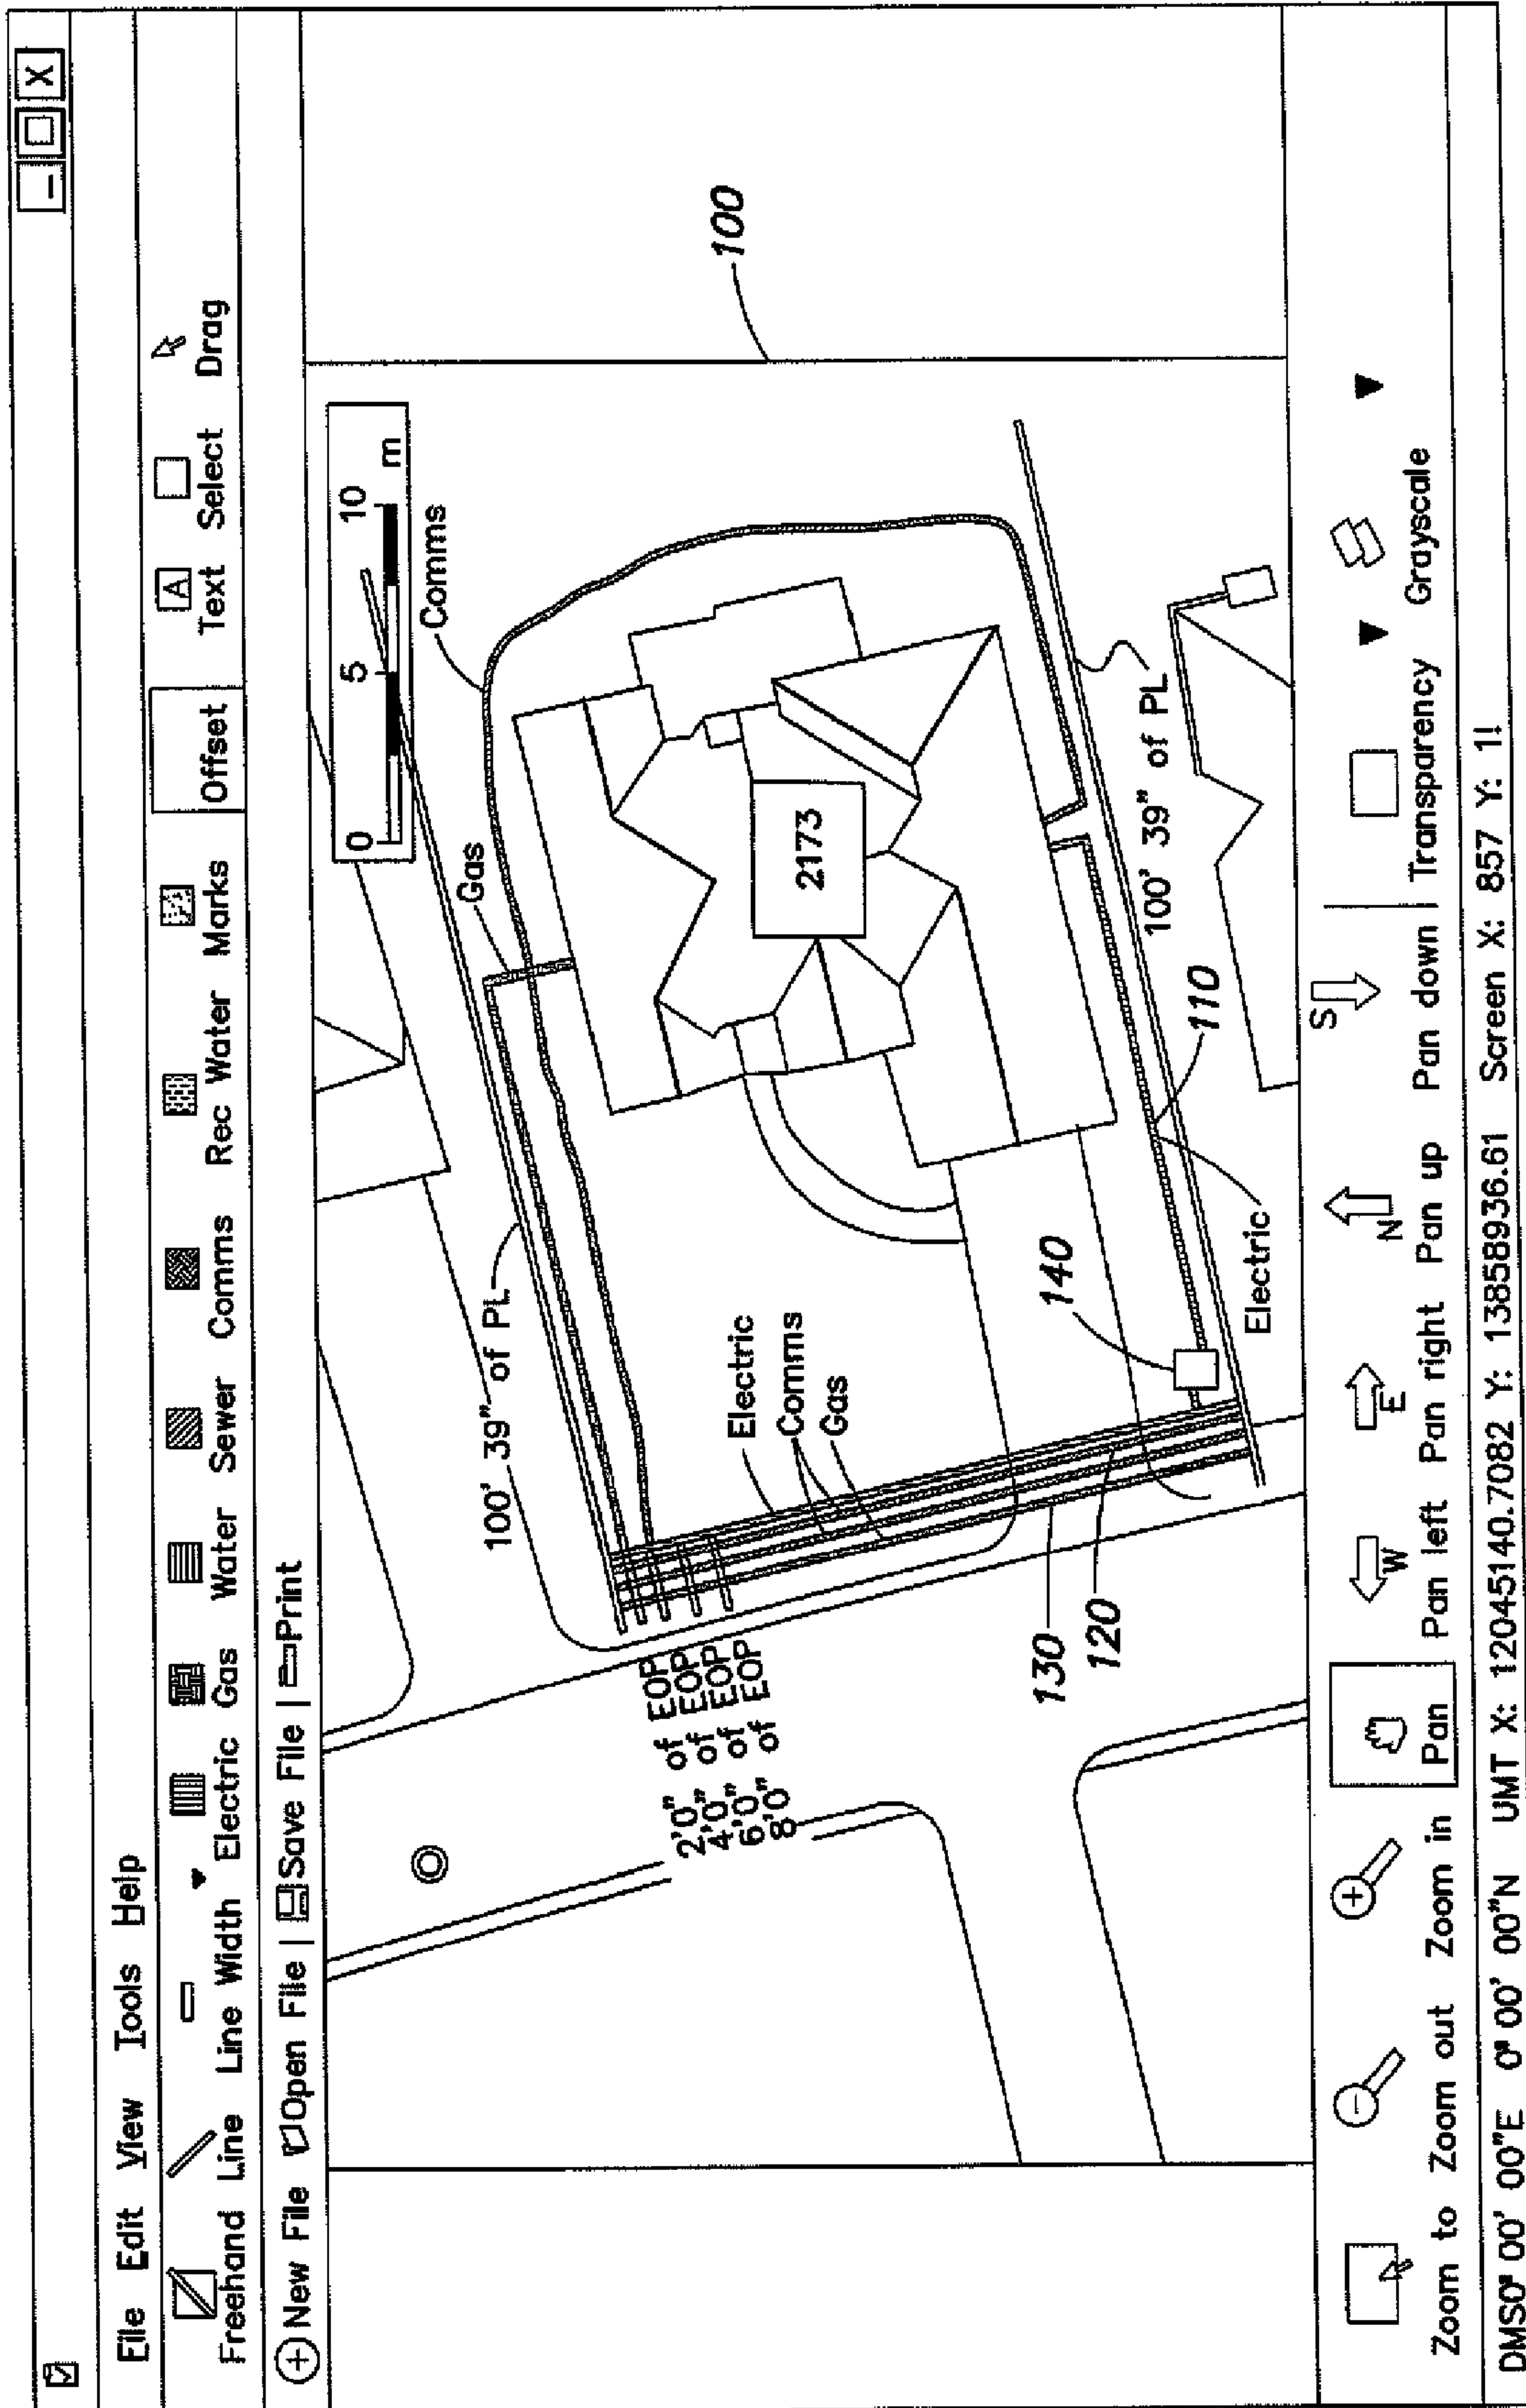 X
File Edit View Tools Help
Freehand Line Line Width Electric Gas Water Sewer Comms Rec Water Marks Offset Text Select Drag
A
New File Open File | Save File | Print
0 5 10
m
Comms
Gas
100' 39" of PL
100
2'0" of EOP
4'0" of EOP
6'0" of EOP
8'0" of EOP
Electric
Comms
Gas
2173
130
120
140
110
Electric
100' 39" of PL
W E N S
Zoom to Zoom out Zoom in Pan Pan left Pan right Pan up Pan down | Transparency Grayscale
DMS0° 00' 00"E 0° 00' 00"N UMT X: 12045140.7082 Y: 13858936.61 Screen X: 857 Y: 1!